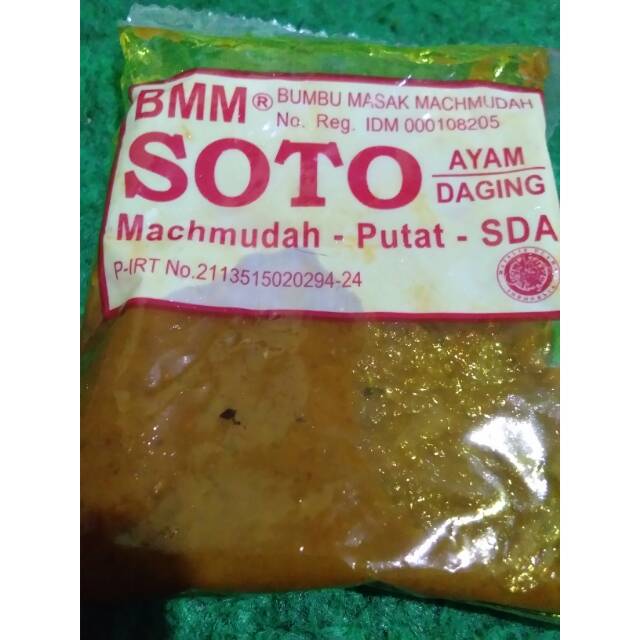 BMM® BUMBU MASAK MACHMUDAH
No. Reg. IDM 000108205
SOTO AYAM
DAGING
Machmudah - Putat - SDA
P-IRT No.2113515020294-24